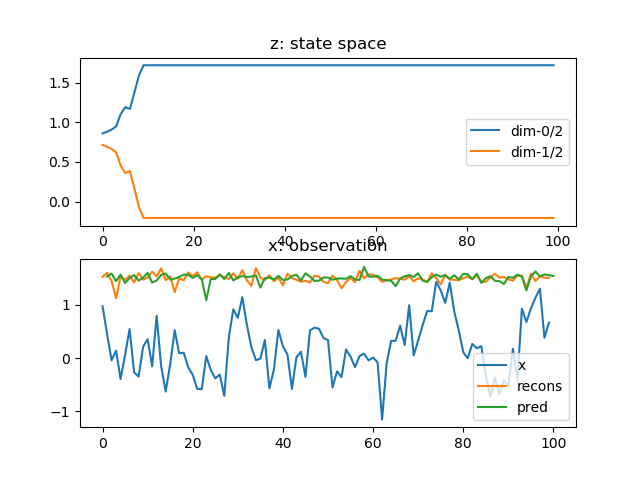 z: state space
1.5
1.0
0.5
0.0
dim-0/2
dim-1/2
0 20 40 60 80 100
x: observation
1
0
−1
x
recons
pred
0 20 40 60 80 100